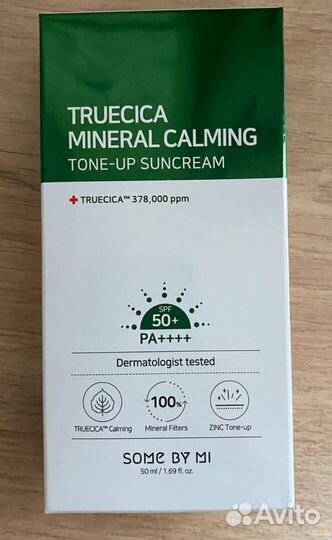 TRUECICA
MINERAL CALMING
TONE-UP SUNCREAM
TRUECICA™ 378,000 ppm
SPF
50+
PA++++
Dermatologist tested
100%
TRUECICA™ Calming Mineral Filters ZINC Tone-up
SOME BY MI
50 ml / 1.69 fl. oz.
Avito